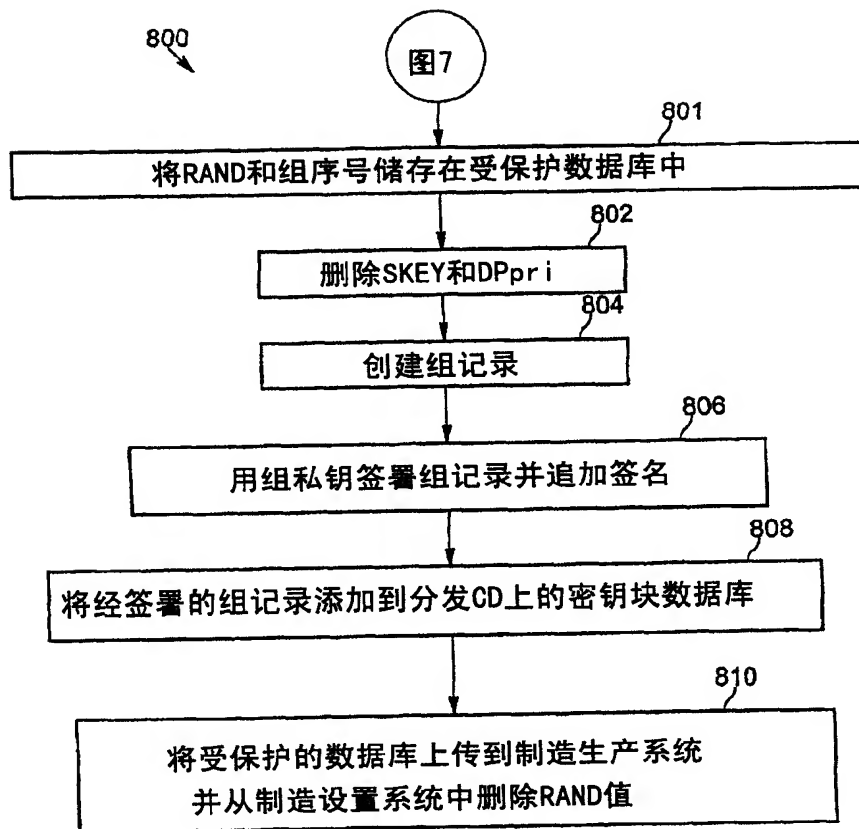 800
图7
801
将RAND和组序号储存在受保护数据库中
802
删除SKEY和DPpri
804
创建组记录
806
用组私钥签署组记录并追加签名
808
将经签署的组记录添加到分发CD上的密钥块数据库
810
将受保护的数据库上传到制造生产系统
并从制造设置系统中删除RAND值